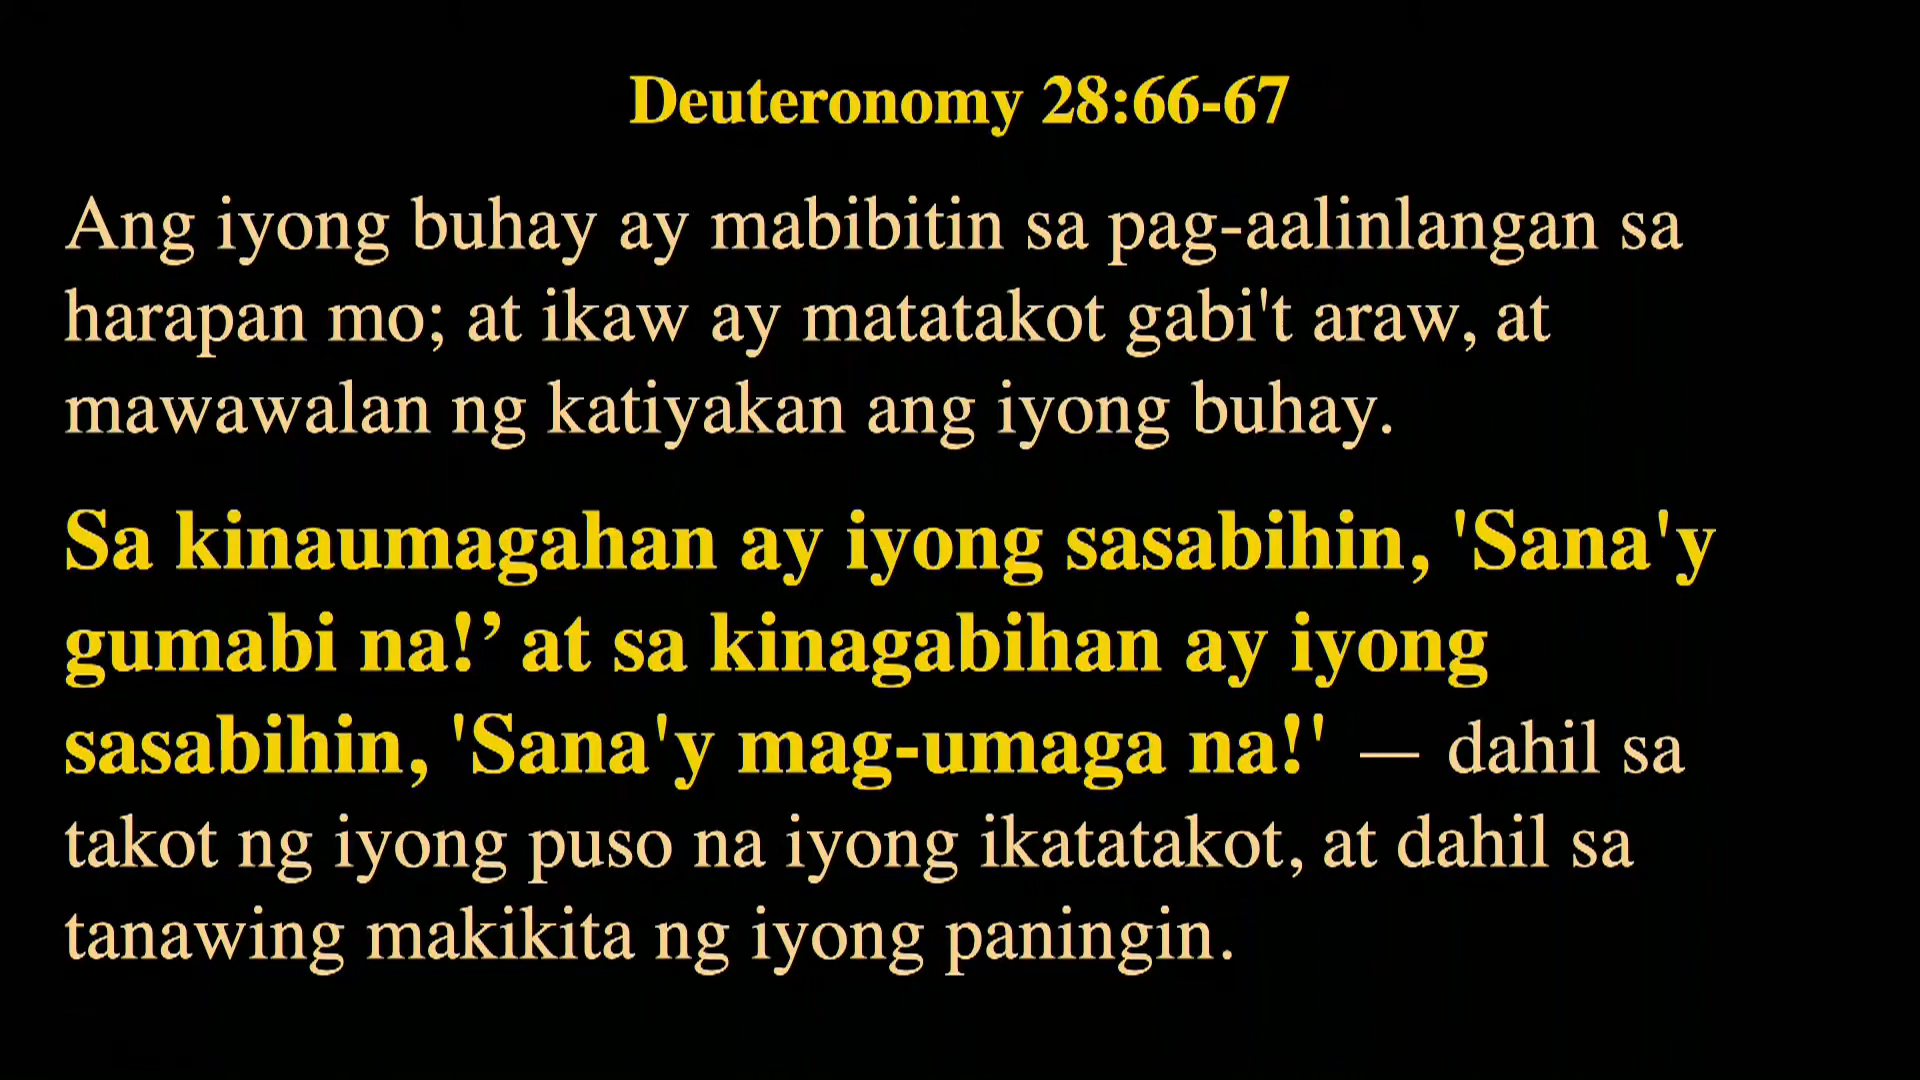 Deuteronomy 28:66-67
Ang iyong buhay ay mabibitin sa pag-aalinlangan sa
harapan mo; at ikaw ay matatakot gabi't araw, at
mawawalan ng katiyakan ang iyong buhay.
Sa kinaumagahan ay iyong sasabihin, 'Sana'y
gumabi na!’ at sa kinagabihan ay iyong
sasabihin, 'Sana'y mag-umaga na!' — dahil sa
takot ng iyong puso na iyong ikatatakot, at dahil sa
tanawing makikita ng iyong paningin.